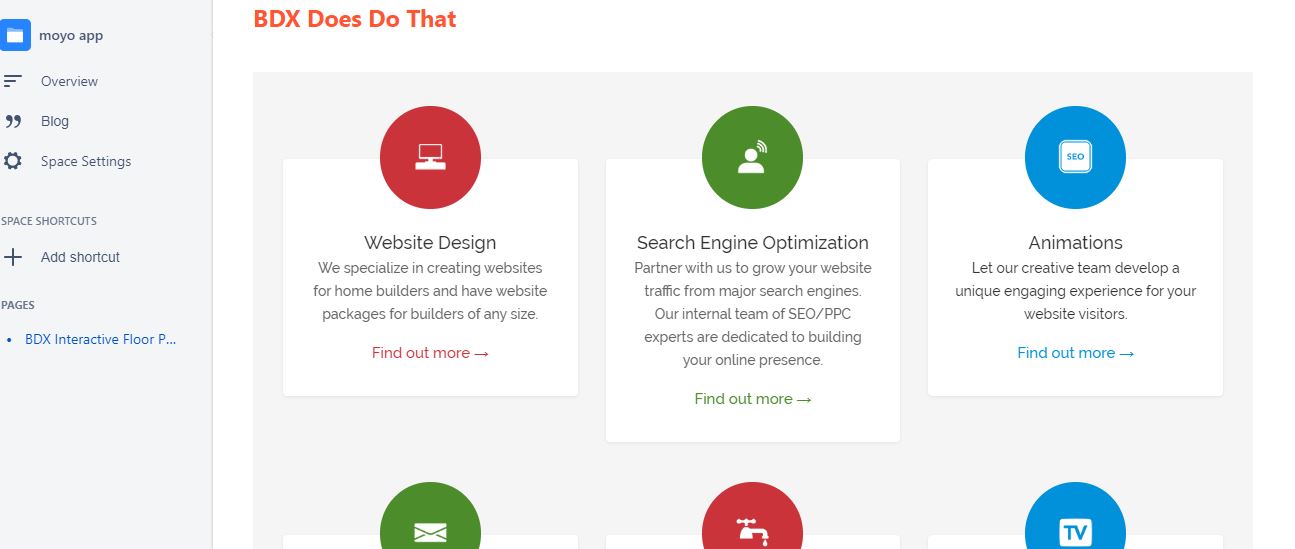 moyo app
Overview
Blog
Space Settings
SPACE SHORTCUTS
Add shortcut
PAGES
BDX Interactive Floor P...
BDX Does Do That
Website Design
We specialize in creating websites
for home builders and have website
packages for builders of any size.
Find out more →
Search Engine Optimization
Partner with us to grow your website
traffic from major search engines.
Our internal team of SEO/PPC
experts are dedicated to building
your online presence.
Find out more →
SEO
Animations
Let our creative team develop a
unique engaging experience for your
website visitors.
Find out more →
TV